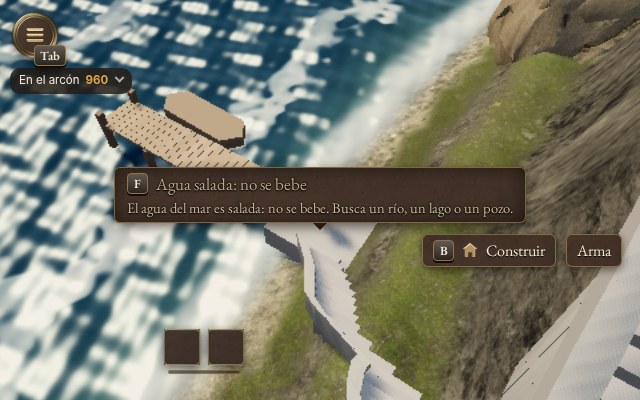 Tab
En el arcón 960
F Agua salada: no se bebe
El agua del mar es salada: no se bebe. Busca un río, un lago o un pozo.
B Construir
Arma